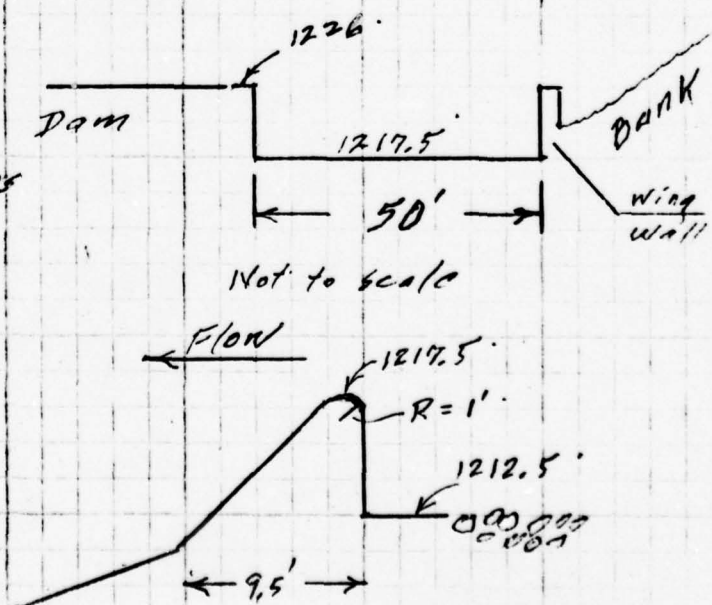 1226.
Dam
1217.5
Bank
50'
Wing
Wall
Not to scale
Flow
1217.5
R = 1'
1212.5
9.5'